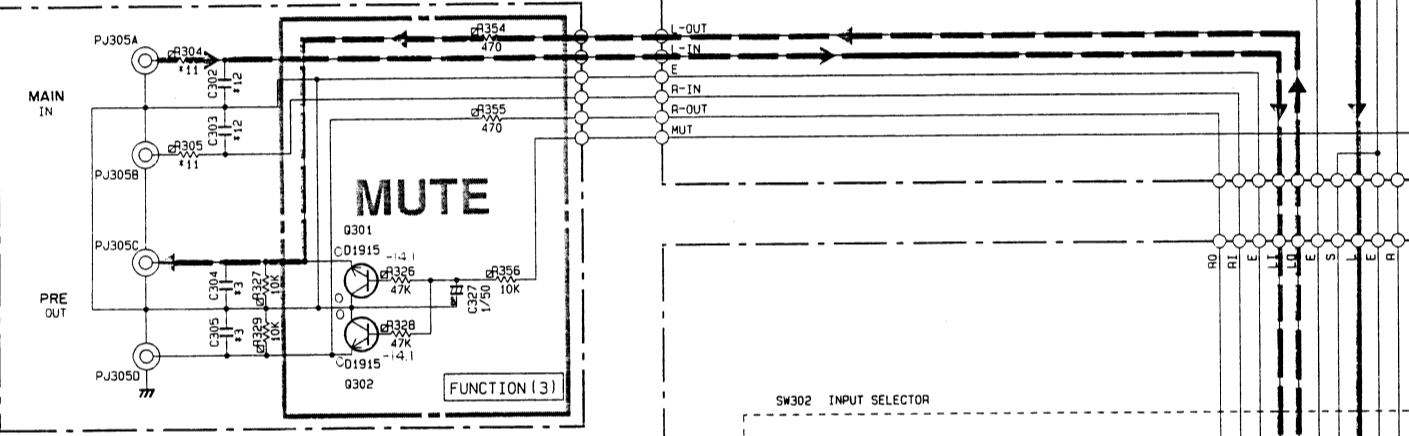 PJ305A
R304
*11
C302
*12
MAIN
IN
C303
*12
R305
*11
PJ305B
R354
470
R355
470
L-OUT
L-IN
E
R-IN
R-OUT
MUT
MUTE
Q301
D1915
-14.1
R326
47K
R356
10K
C327
1/50
PJ305C
C304
*3
R327
10K
PRE
OUT
C305
*3
R329
10K
R328
47K
D1915
-14.1
Q302
PJ305D
FUNCTION(3)
RO
RI
E
LI
LO
E
S
L
E
R
SW302 INPUT SELECTOR